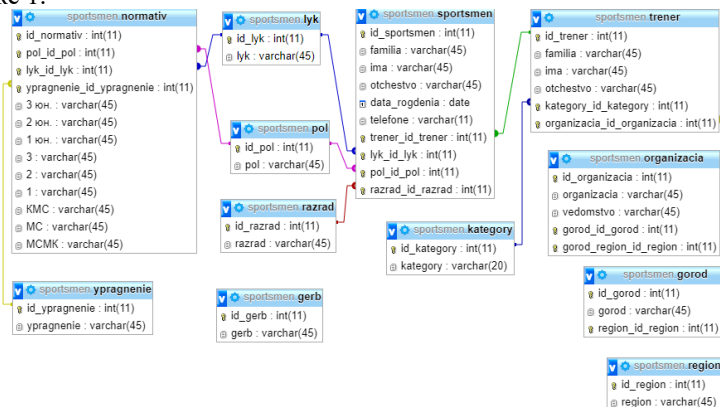 sportsmen.normativ
id_normativ : int(11)
pol_id_pol : int(11)
lyk_id_lyk : int(11)
ypragnenie_id_ypragnenie : int(11)
3 юн. : varchar(45)
2 юн. : varchar(45)
1 юн. : varchar(45)
3 : varchar(45)
2 : varchar(45)
1 : varchar(45)
КМС : varchar(45)
МС : varchar(45)
МСМК : varchar(45)
sportsmen.ypragnenie
id_ypragnenie : int(11)
ypragnenie : varchar(45)
sportsmen.lyk
id_lyk : int(11)
lyk : varchar(45)
sportsmen.pol
id_pol : int(11)
pol : varchar(45)
sportsmen.razrad
id_razrad : int(11)
razrad : varchar(45)
sportsmen.gerb
id_gerb : int(11)
gerb : varchar(45)
sportsmen.sportsmen
id_sportsmen : int(11)
familia : varchar(45)
ima : varchar(45)
otchestvo : varchar(45)
data_rogdenia : date
telefone : varchar(11)
trener_id_trener : int(11)
lyk_id_lyk : int(11)
pol_id_pol : int(11)
razrad_id_razrad : int(11)
sportsmen.kategory
id_kategory : int(11)
kategory : varchar(20)
sportsmen.trener
id_trener : int(11)
familia : varchar(45)
ima : varchar(45)
otchestvo : varchar(45)
kategory_id_kategory : int(11)
organizacia_id_organizacia : int(11)
sportsmen.organizacia
id_organizacia : int(11)
organizacia : varchar(45)
vedomstvo : varchar(45)
gorod_id_gorod : int(11)
gorod_region_id_region : int(11)
sportsmen.gorod
id_gorod : int(11)
gorod : varchar(45)
region_id_region : int(11)
sportsmen.region
id_region : int(11)
region : varchar(45)